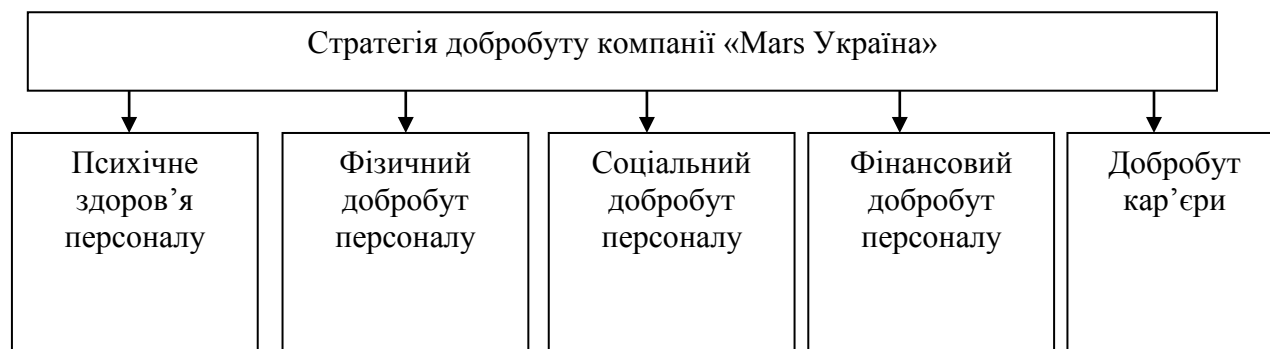 Стратегія добробуту компанії «Mars Україна»
Психічне
здоров’я
персоналу
Фізичний
добробут
персоналу
Соціальний
добробут
персоналу
Фінансовий
добробут
персоналу
Добробут
кар’єри